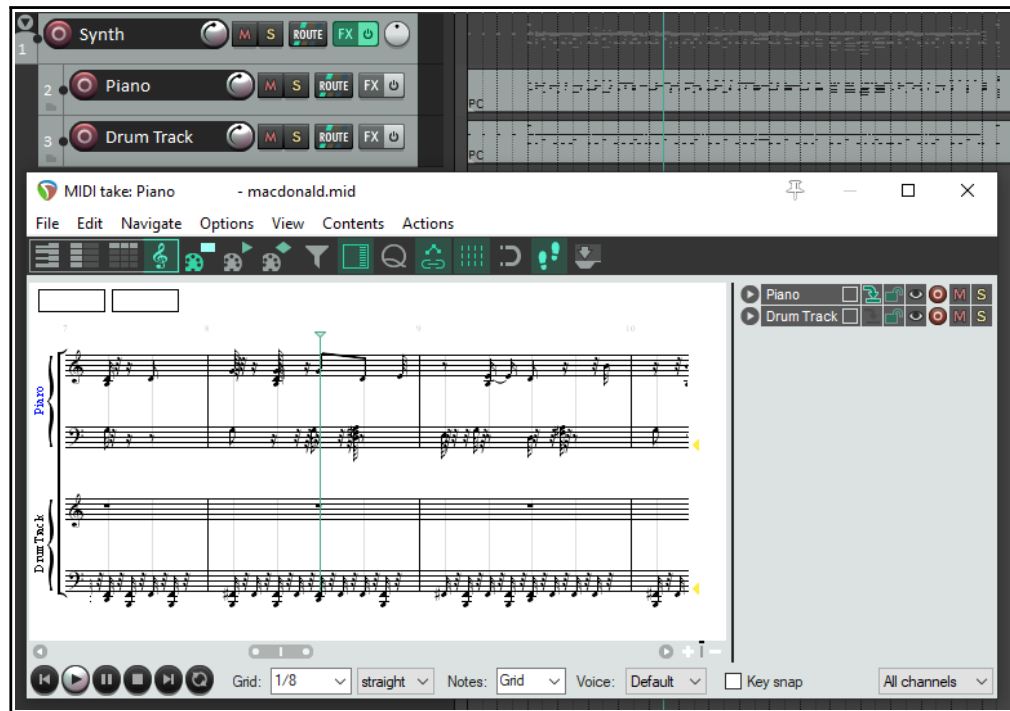 1 Synth M S ROUTE FX
2 Piano M S ROUTE FX
PC
3 Drum Track M S ROUTE FX
PC
MIDI take: Piano - macdonald.mid
File Edit Navigate Options View Contents Actions
Piano M S
Drum Track M S
7 8 9 10
Piano
Drum Track
Grid: 1/8 straight Notes: Grid Voice: Default Key snap All channels